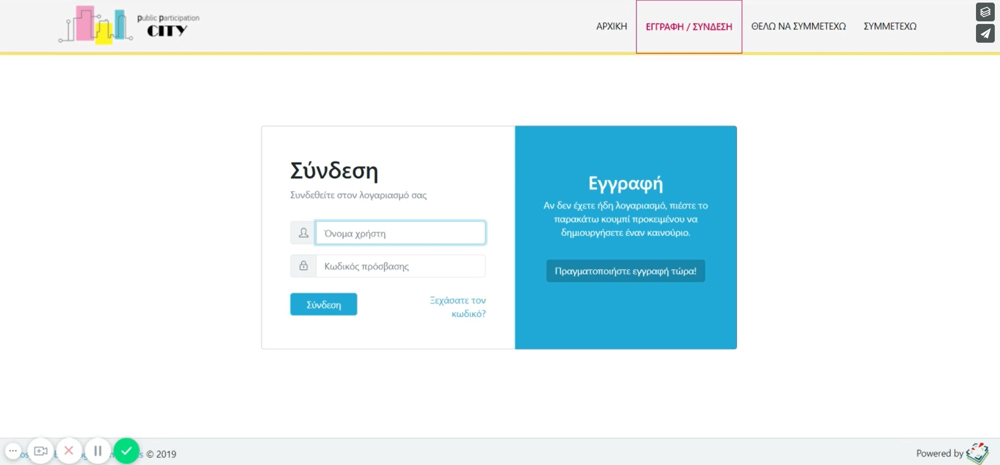 public participation
CITY
ΑΡΧΙΚΗ
ΕΓΓΡΑΦΗ / ΣΥΝΔΕΣΗ
ΘΕΛΩ ΝΑ ΣΥΜΜΕΤΕΧΩ
ΣΥΜΜΕΤΕΧΩ
Σύνδεση
Συνδεθείτε στον λογαριασμό σας
Όνομα χρήστη
Κωδικός πρόσβασης
Σύνδεση
Ξεχάσατε τον
κωδικό?
Εγγραφή
Αν δεν έχετε ήδη λογαριασμό, πιέστε το
παρακάτω κουμπί προκειμένου να
δημιουργήσετε έναν καινούριο.
Πραγματοποιήστε εγγραφή τώρα!
© 2019
Powered by